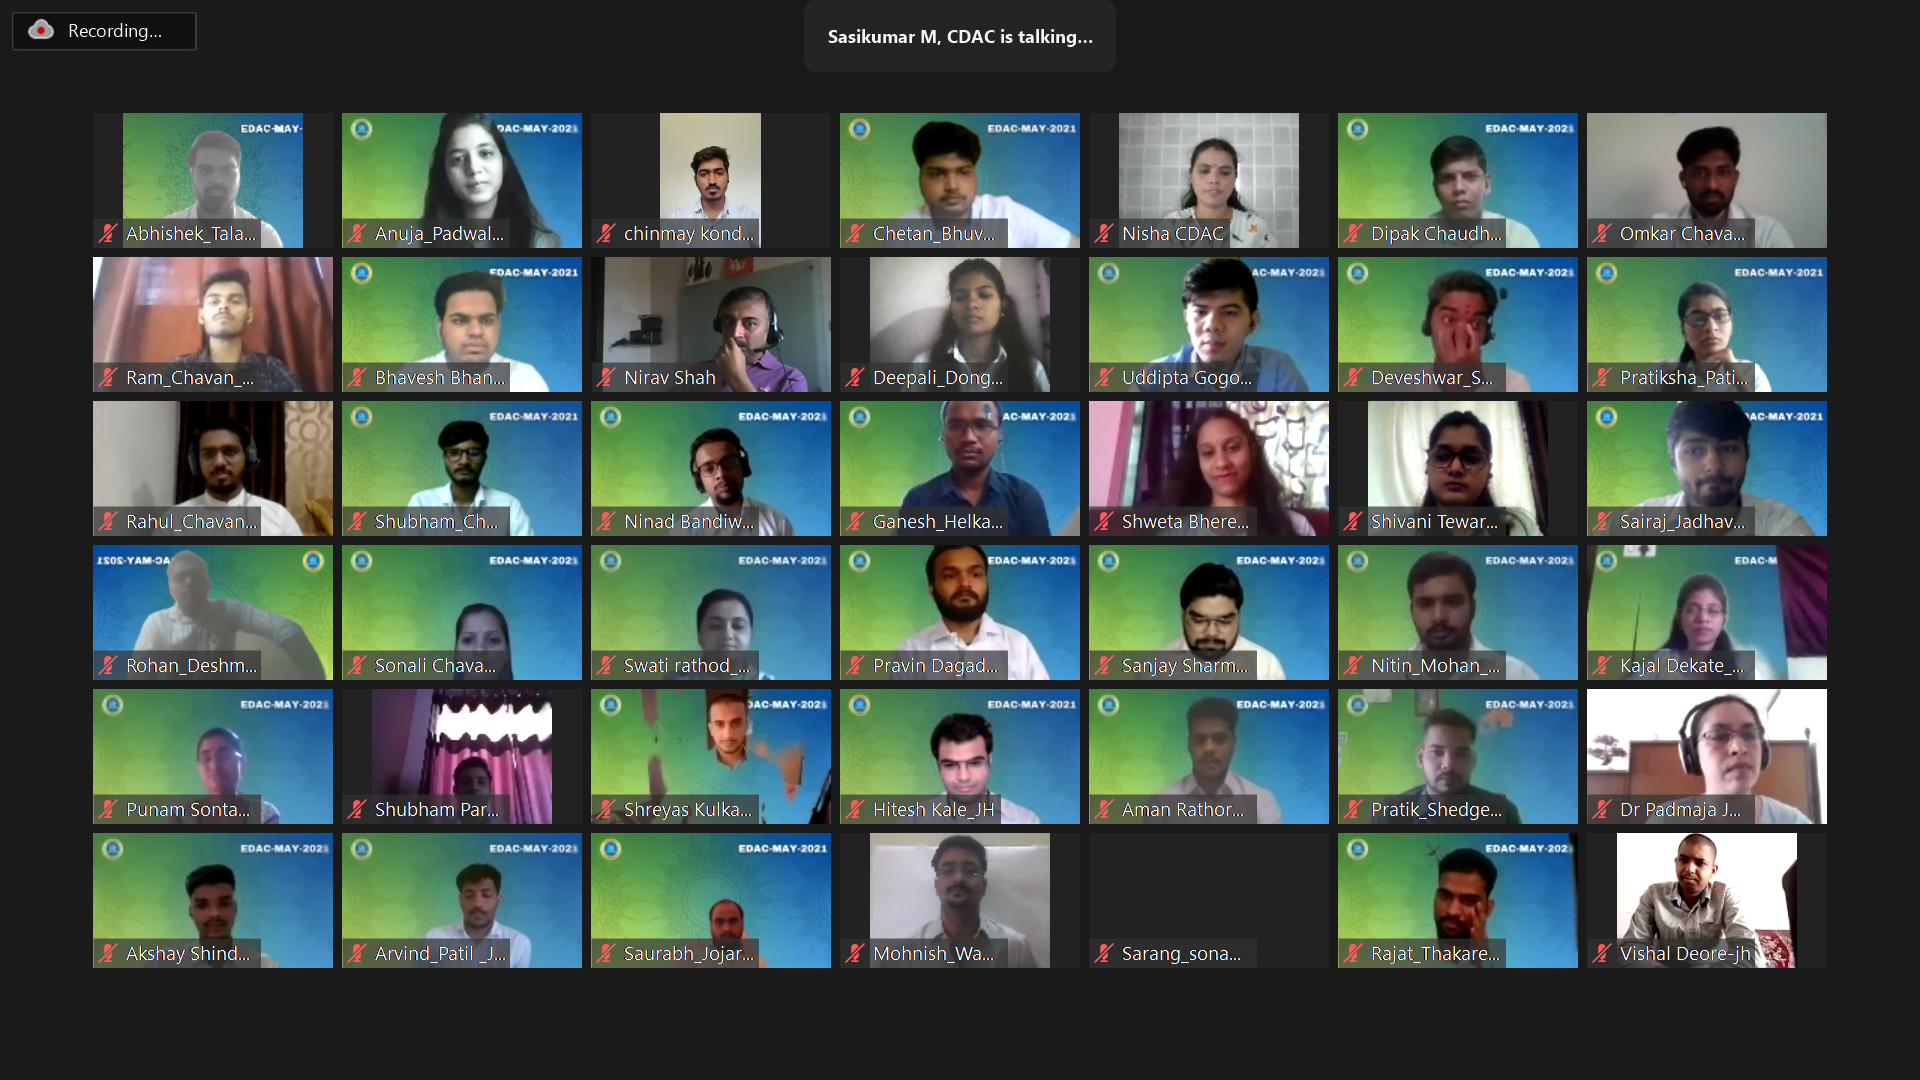 Recording...
Sasikumar M, CDAC is talking...
EDAC-MAY-
DAC-MAY-2021
EDAC-MAY-2021
EDAC-MAY-2021
Abhishek_Tala...
Anuja_Padwal...
chinmay kond...
Chetan_Bhuv...
Nisha CDAC
Dipak Chaudh...
Omkar Chava...
EDAC-MAY-2021
AC-MAY-2021
EDAC-MAY-2021
EDAC-MAY-2021
Ram_Chavan_...
Bhavesh Bhan...
Nirav Shah
Deepali_Dong...
Uddipta Gogo...
Deveshwar_S...
Pratiksha_Pati...
EDAC-MAY-2021
EDAC-MAY-2021
AC-MAY-2021
AC-MAY-2021
Rahul_Chavan...
Shubham_Ch...
Ninad Bandiw...
Ganesh_Helka...
Shweta Bhere...
Shivani Tewar...
Sairaj_Jadhav...
AC-MAY-2021
EDAC-MAY-2021
EDAC-MAY-2021
EDAC-MAY-2021
EDAC-MAY-2021
EDAC-MAY-2021
EDAC-M
Rohan_Deshm...
Sonali Chava...
Swati rathod_...
Pravin Dagad...
Sanjay Sharm...
Nitin_Mohan_...
Kajal Dekate_...
EDAC-MAY-2021
DAC-MAY-2021
EDAC-MAY-2021
EDAC-MAY-2021
EDAC-MAY-2021
Punam Sonta...
Shubham Par...
Shreyas Kulka...
Hitesh Kale_JH
Aman Rathor...
Pratik_Shedge...
Dr Padmaja J...
EDAC-MAY-2021
EDAC-MAY-2021
EDAC-MAY-2021
EDAC-MAY-202
Akshay Shind...
Arvind_Patil _J...
Saurabh_Jojar...
Mohnish_Wa...
Sarang_sona...
Rajat_Thakare...
Vishal Deore-jh